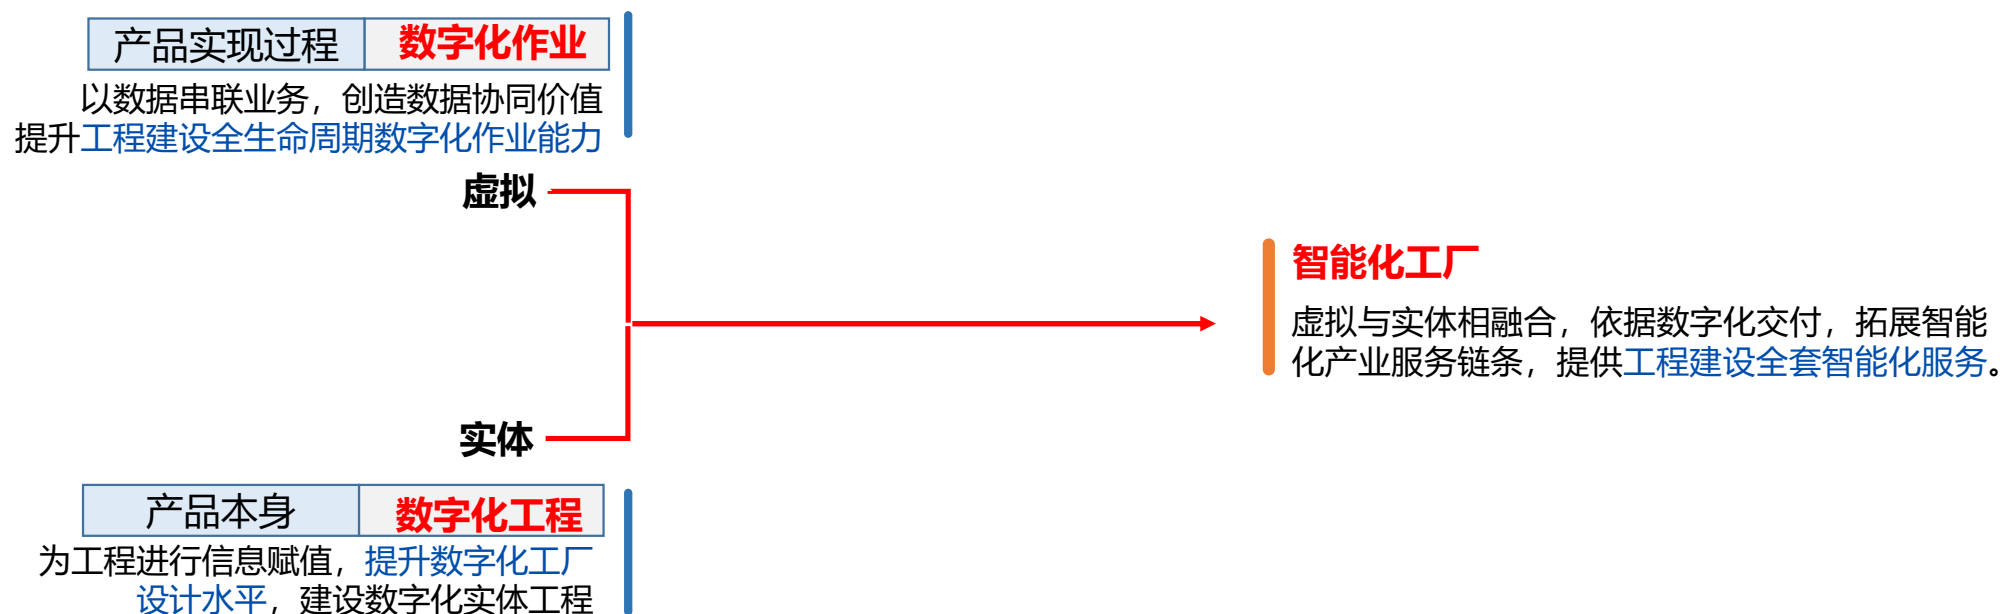 产品实现过程 数字化作业
以数据串联业务，创造数据协同价值
提升工程建设全生命周期数字化作业能力
虚拟
智能化工厂
虚拟与实体相融合，依据数字化交付，拓展智能
化产业服务链条，提供工程建设全套智能化服务。
实体
产品本身 数字化工程
为工程进行信息赋值，提升数字化工厂
设计水平，建设数字化实体工程